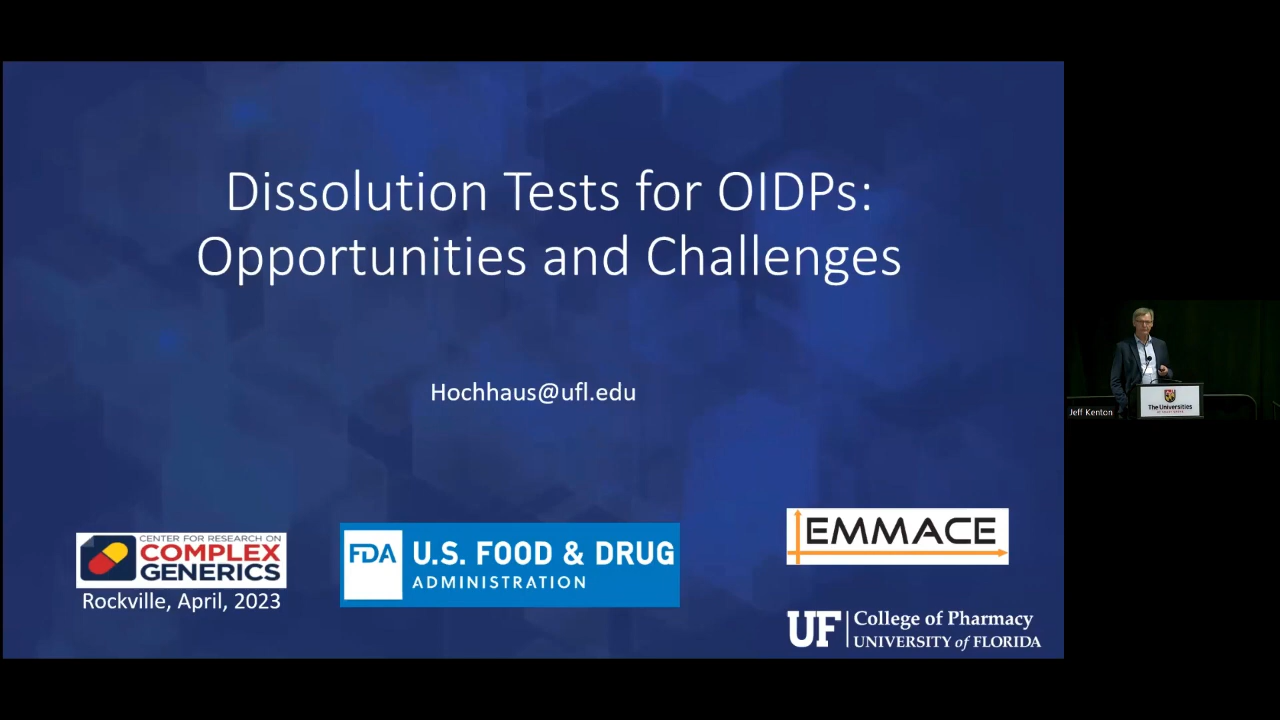 Dissolution Tests for OIDPs:
Opportunities and Challenges
Hochhaus@ufl.edu
CENTER FOR RESEARCH ON
COMPLEX
GENERICS
Rockville, April, 2023
FDA
U.S. FOOD & DRUG
ADMINISTRATION
EMMACE
UF
College of Pharmacy
UNIVERSITY of FLORIDA
Jeff Kenton
The Universities